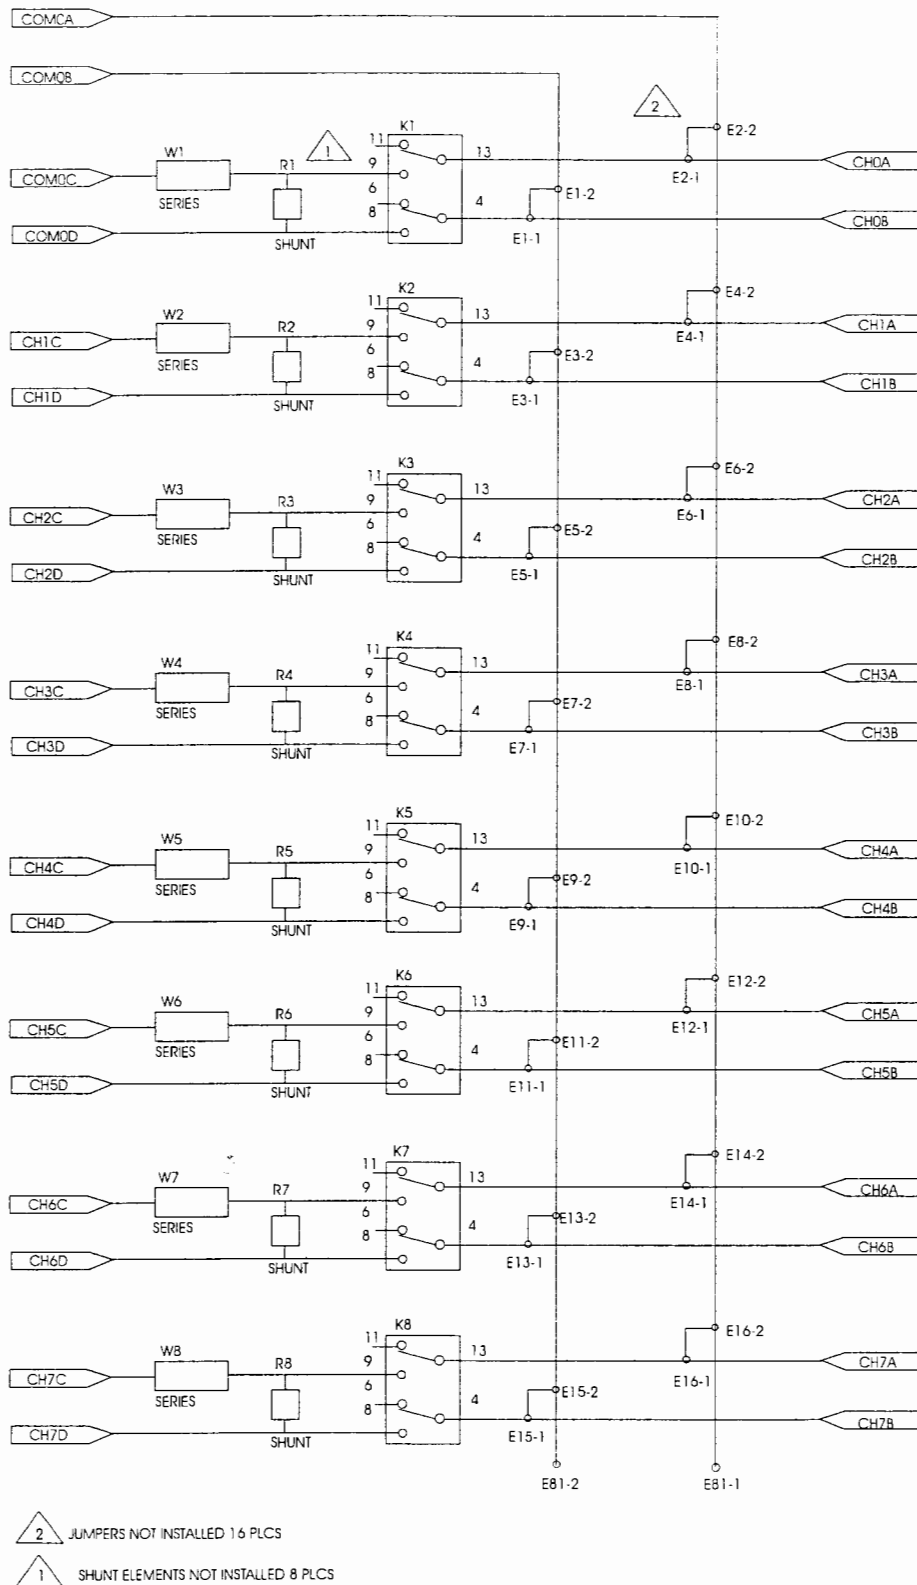 COM0A
COM0B
2
E2-2
K1
11
13
W1
R1
1
9
E2-1
CH0A
COM0C
6
E1-2
SERIES
8
4
CH0B
COM0D
SHUNT
E1-1
E4-2
K2
11
13
W2
R2
9
E4-1
CH1A
CH1C
6
E3-2
SERIES
8
4
CH1B
CH1D
SHUNT
E3-1
E6-2
K3
11
13
W3
R3
9
E6-1
CH2A
CH2C
6
E5-2
SERIES
8
4
CH2B
CH2D
SHUNT
E5-1
E8-2
K4
11
13
W4
R4
9
E8-1
CH3A
CH3C
6
E7-2
SERIES
8
4
CH3B
CH3D
SHUNT
E7-1
E10-2
K5
11
13
W5
R5
9
E10-1
CH4A
CH4C
6
E9-2
SERIES
8
4
CH4B
CH4D
SHUNT
E9-1
E12-2
K6
11
13
W6
R6
9
E12-1
CH5A
CH5C
6
E11-2
SERIES
8
4
CH5B
CH5D
SHUNT
E11-1
E14-2
K7
11
13
W7
R7
9
E14-1
CH6A
CH6C
6
E13-2
SERIES
8
4
CH6B
CH6D
SHUNT
E13-1
E16-2
K8
11
13
W8
R8
9
E16-1
CH7A
CH7C
6
E15-2
SERIES
8
4
CH7B
CH7D
SHUNT
E15-1
E81-2
E81-1
2 JUMPERS NOT INSTALLED 16 PLCS
1 SHUNT ELEMENTS NOT INSTALLED 8 PLCS